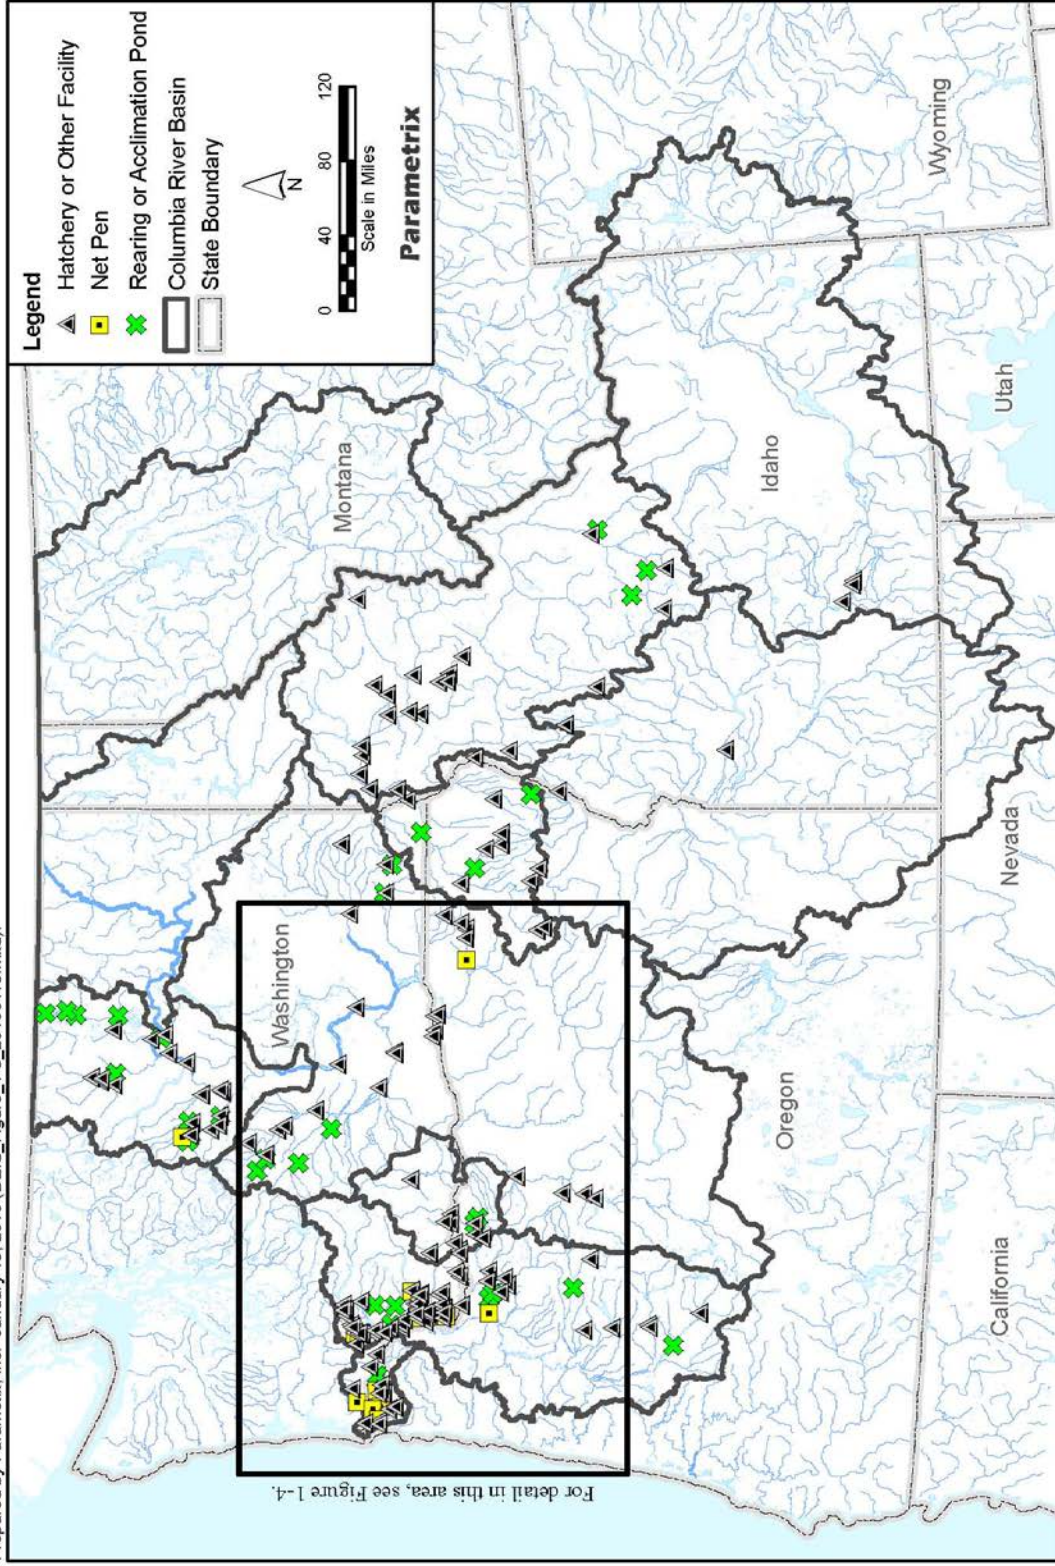 Legend
Hatchery or Other Facility
Net Pen
Rearing or Acclimation Pond
Columbia River Basin
State Boundary
N
0 40 80 120
Scale in Miles
Parametrix
Washington
Montana
Oregon
Idaho
Wyoming
California
Nevada
Utah
For detail in this area, see Figure 1-4.